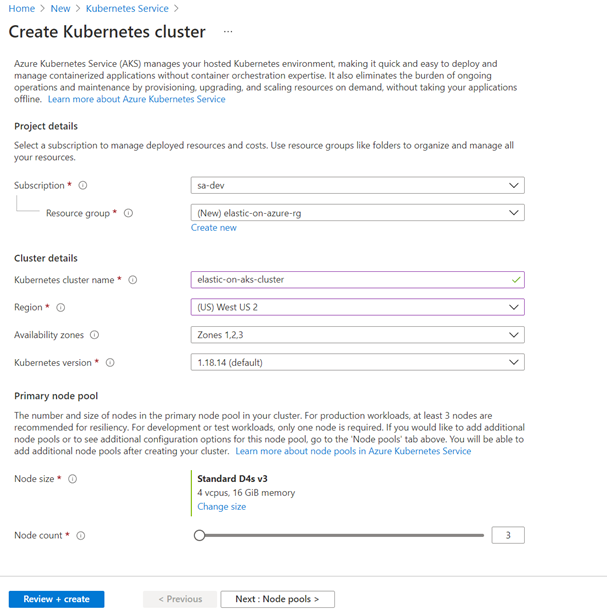 Home > New > Kubernetes Service >
Create Kubernetes cluster ...
Azure Kubernetes Service (AKS) manages your hosted Kubernetes environment, making it quick and easy to deploy and
manage containerized applications without container orchestration expertise. It also eliminates the burden of ongoing
operations and maintenance by provisioning, upgrading, and scaling resources on demand, without taking your applications
offline. Learn more about Azure Kubernetes Service
Project details
Select a subscription to manage deployed resources and costs. Use resource groups like folders to organize and manage all
your resources.
Subscription *
sa-dev
Resource group *
(New) elastic-on-azure-rg
Create new
Cluster details
Kubernetes cluster name *
elastic-on-aks-cluster
Region *
(US) West US 2
Availability zones
Zones 1,2,3
Kubernetes version *
1.18.14 (default)
Primary node pool
The number and size of nodes in the primary node pool in your cluster. For production workloads, at least 3 nodes are
recommended for resiliency. For development or test workloads, only one node is required. If you would like to add additional
node pools or to see additional configuration options for this node pool, go to the 'Node pools' tab above. You will be able to
add additional node pools after creating your cluster. Learn more about node pools in Azure Kubernetes Service
Node size *
Standard D4s v3
4 vcpus, 16 GiB memory
Change size
Node count *
3
Review + create
< Previous
Next : Node pools >